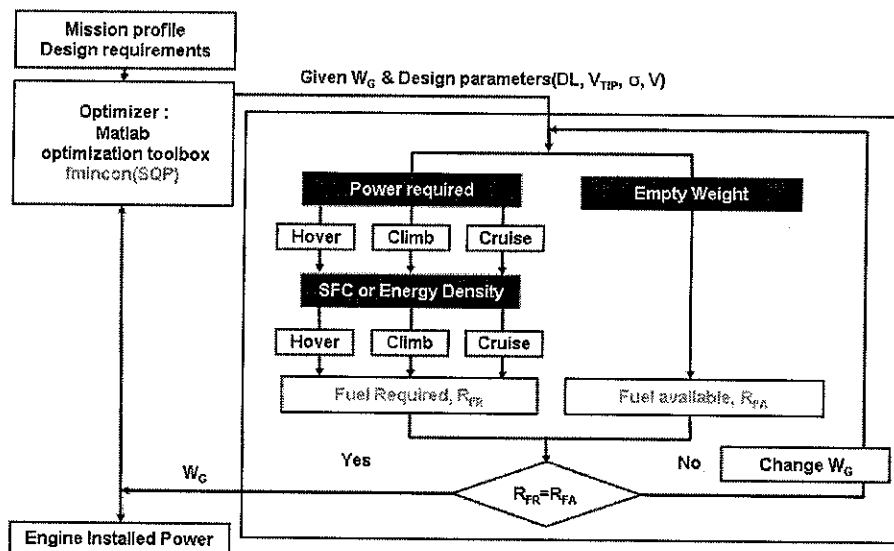 Mission profile
Design requirements
Given W_G & Design parameters(DL, V_TIP, σ, V)
Optimizer :
Matlab
optimization toolbox
fmincon(SQP)
Power required
Empty Weight
Hover
Climb
Cruise
SFC or Energy Density
Hover
Climb
Cruise
Fuel Required, R_FR
Fuel available, R_FA
W_G
Yes
No
Change W_G
R_FR=R_FA
Engine Installed Power